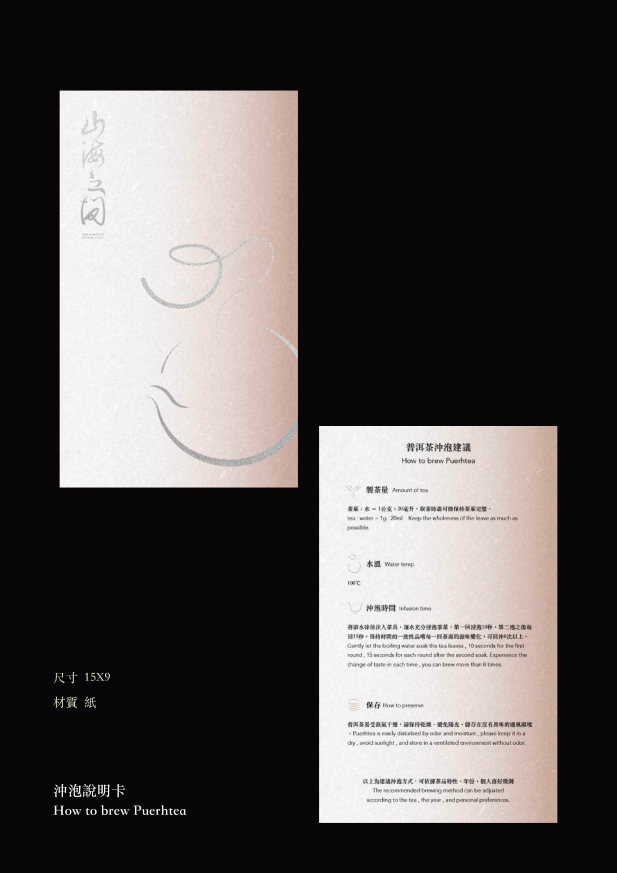 山海之間
普洱茶沖泡建議
How to brew Puerhtea
製茶量 Amount of tea
茶葉：水 = 1公克：20毫升，取茶時盡可能保持茶葉完整。
tea : water = 1g : 20ml   Keep the wholeness of the leave as much as
possible.
水溫 Water temp
100℃
沖泡時間 Infusion time
將滾水徐徐注入茶具，讓水充分浸泡茶葉，第一回浸泡10秒，第二泡之後每
回15秒，保持時間的一致性品嚐每一回茶湯的滋味變化，可回沖8次以上。
Gently let the boiling water soak the tea leaves , 10 seconds for the first
round , 15 seconds for each round after the second soak. Experience the
change of taste in each time , you can brew more than 8 times.
保存 How to preserve
普洱茶易受濕氣干擾，請保持乾燥、避免陽光、儲存在沒有異味的通風環境
。Puerhtea is easily disturbed by odor and moisture , please keep it in a
dry , avoid sunlight , and store in a ventilated environment without odor.
以上為建議沖泡方式，可依據茶品特性、年份、個人喜好微調
The recommended brewing method can be adjusted
according to the tea , the year , and personal preferences.
尺寸 15X9
材質 紙
沖泡說明卡
How to brew Puerhtea